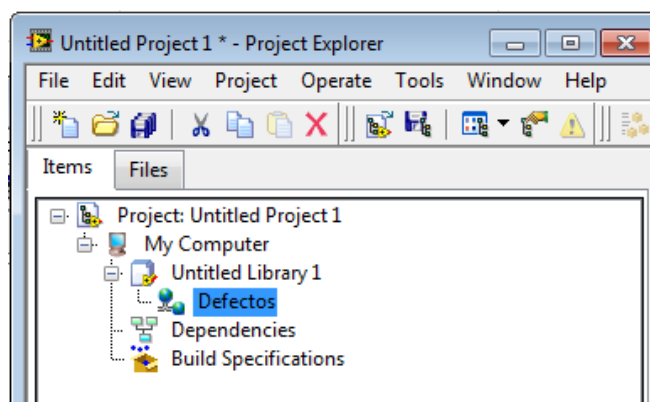 Untitled Project 1 * - Project Explorer
File Edit View Project Operate Tools Window Help
Items Files
Project: Untitled Project 1
My Computer
Untitled Library 1
Defectos
Dependencies
Build Specifications